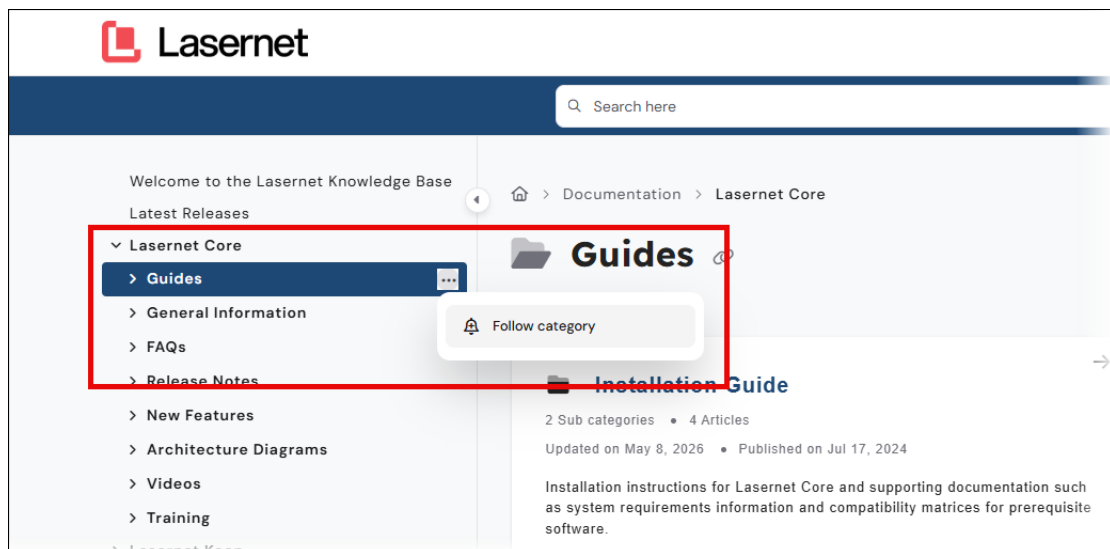 Lasernet
Search here
Welcome to the Lasernet Knowledge Base
Latest Releases
Lasernet Core
Guides
General Information
FAQs
Release Notes
New Features
Architecture Diagrams
Videos
Training
Lasernet Keep
Documentation > Lasernet Core
Guides
Follow category
Installation Guide
2 Sub categories • 4 Articles
Updated on May 8, 2026 • Published on Jul 17, 2024
Installation instructions for Lasernet Core and supporting documentation such
as system requirements information and compatibility matrices for prerequisite
software.